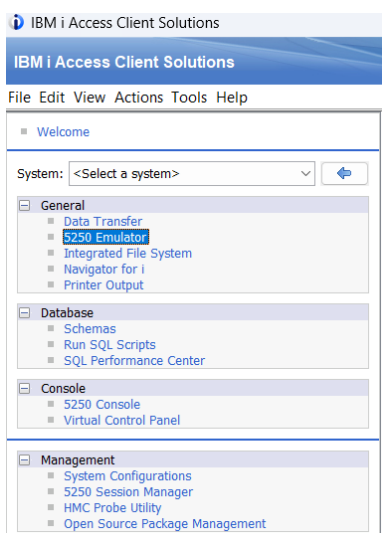 IBM i Access Client Solutions
IBM i Access Client Solutions
File Edit View Actions Tools Help
Welcome
System: <Select a system>
General
Data Transfer
5250 Emulator
Integrated File System
Navigator for i
Printer Output
Database
Schemas
Run SQL Scripts
SQL Performance Center
Console
5250 Console
Virtual Control Panel
Management
System Configurations
5250 Session Manager
HMC Probe Utility
Open Source Package Management